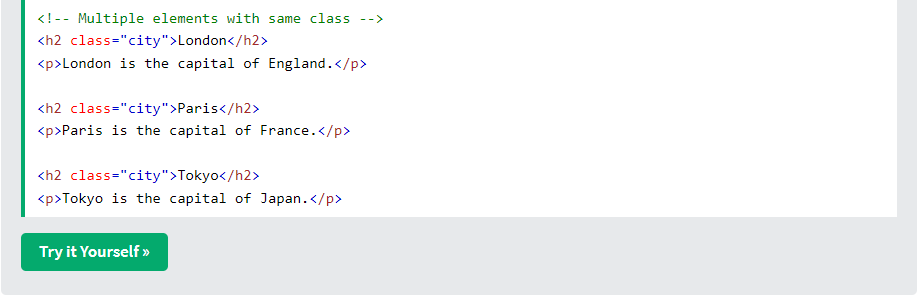 <!-- Multiple elements with same class -->
<h2 class="city">London</h2>
<p>London is the capital of England.</p>
<h2 class="city">Paris</h2>
<p>Paris is the capital of France.</p>
<h2 class="city">Tokyo</h2>
<p>Tokyo is the capital of Japan.</p>
Try it Yourself »